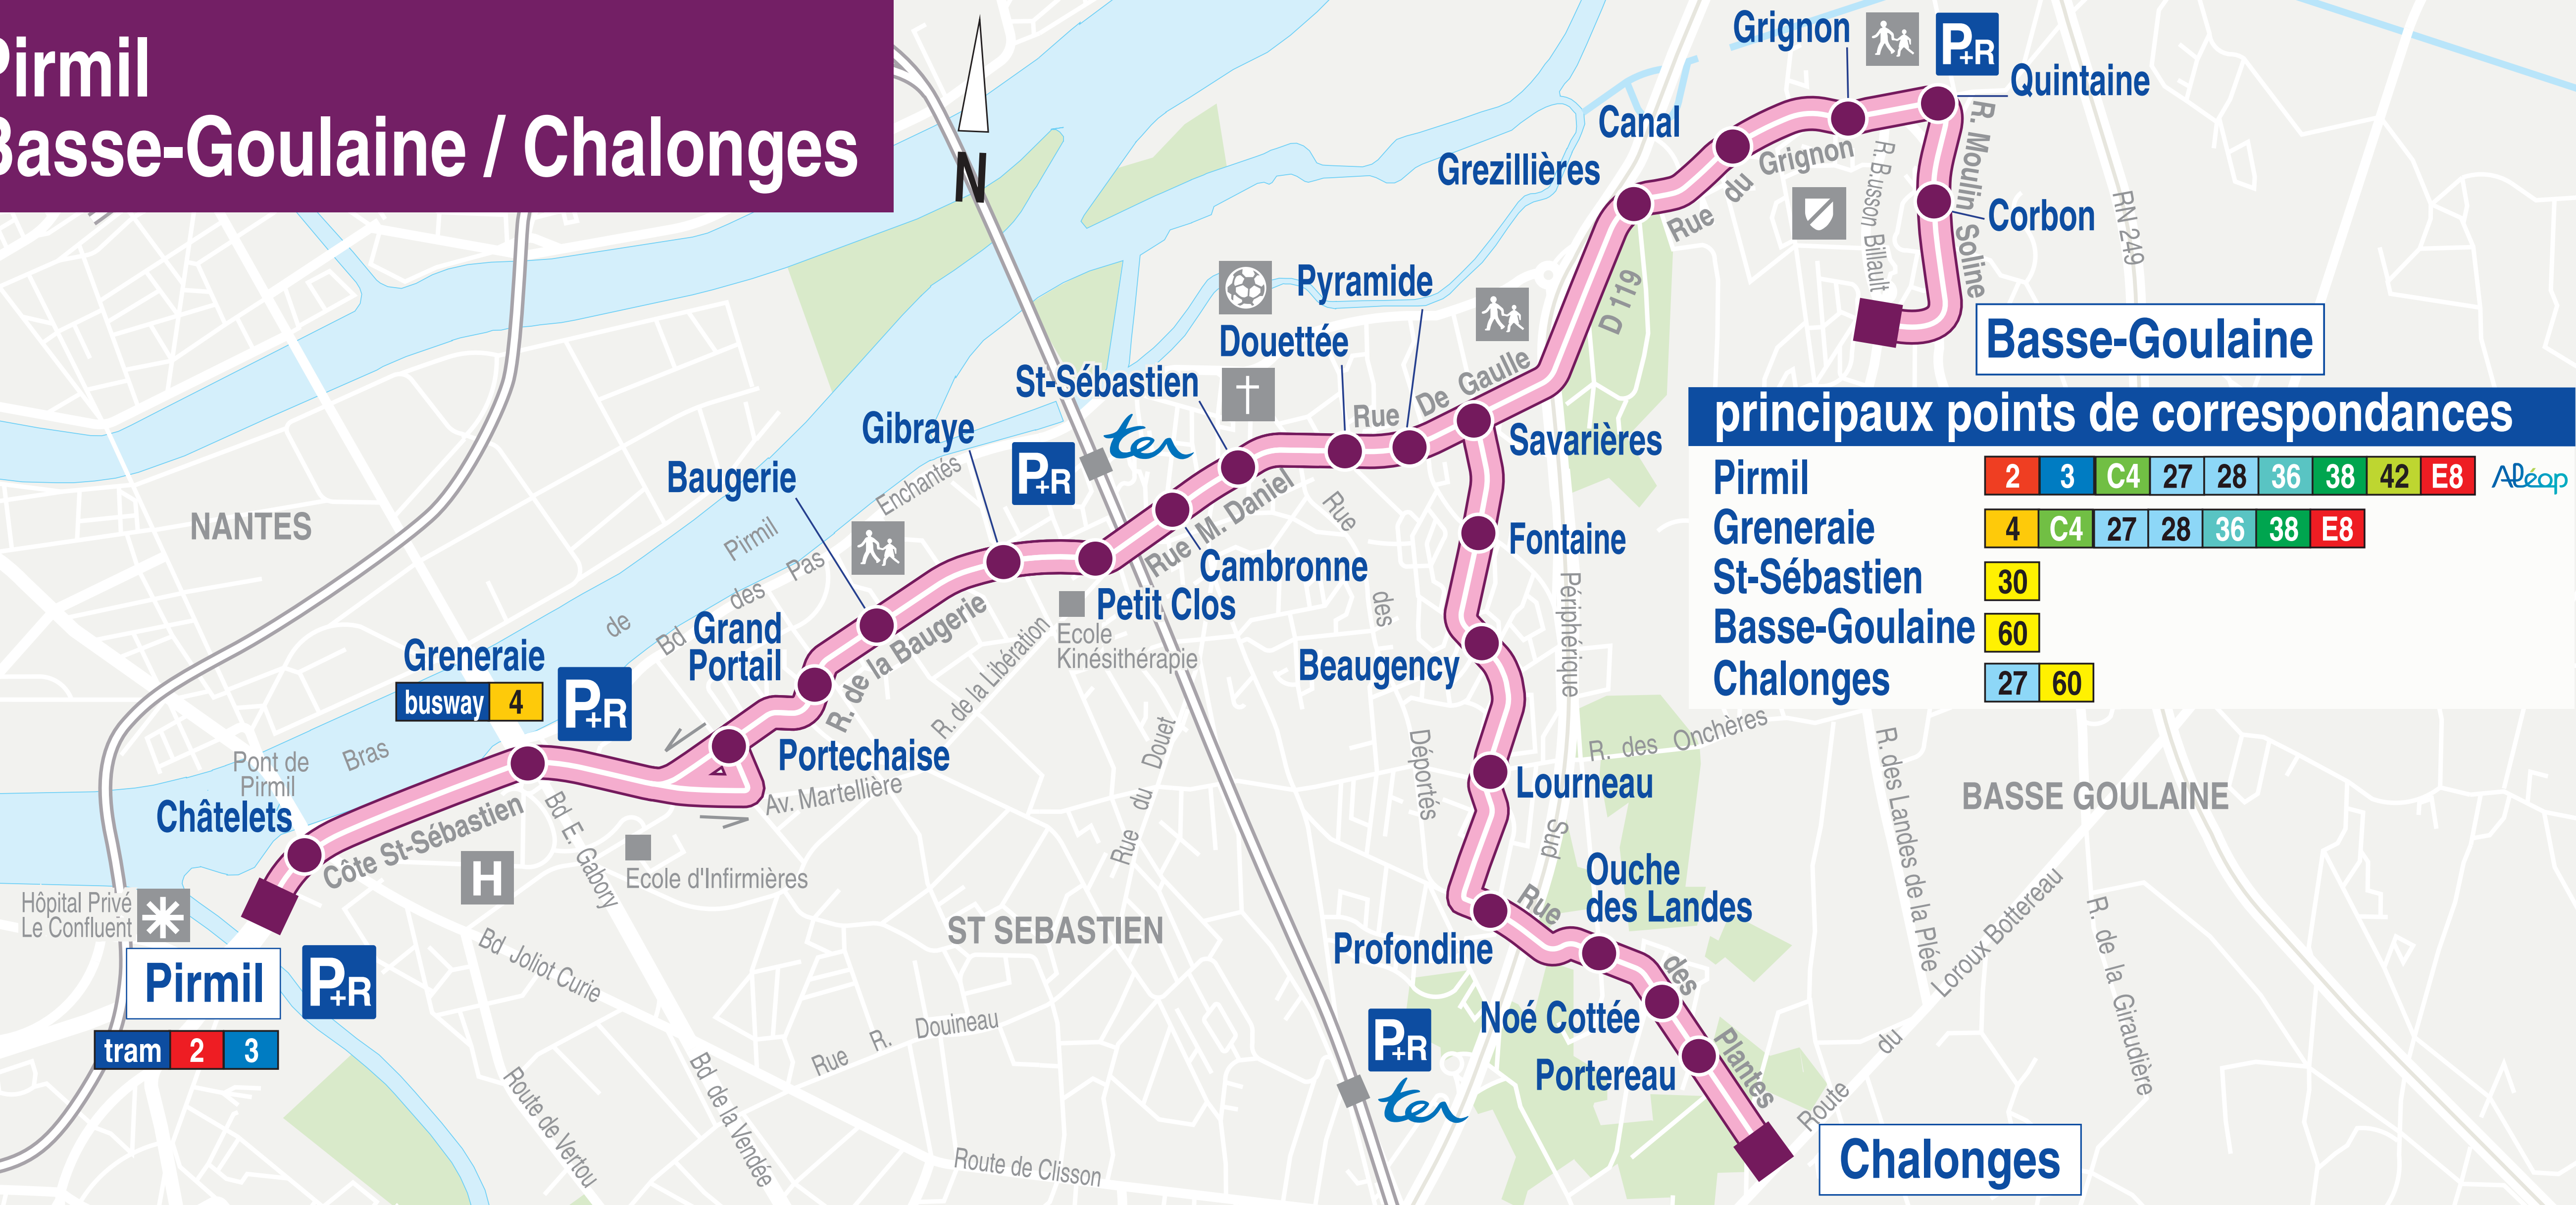 Pirmil
Basse-Goulaine / Chalonges
N
Grignon
P+R
Quintaine
Canal
Grezillières
Rue du Grignon
R. B.usson Billault
R. Moulin Soline
Corbon
RN 249
Basse-Goulaine
D 119
Pyramide
Douettée
St-Sébastien
ter
P+R
Gibraye
Baugerie
Rue De Gaulle
Savarières
principaux points de correspondances
Pirmil 2 3 C4 27 28 36 38 42 E8 Aléop
Greneraie 4 C4 27 28 36 38 E8
St-Sébastien 30
Basse-Goulaine 60
Chalonges 27 60
NANTES
Bras de Pirmil
Bd des Pas Enchantés
Rue M. Daniel
Cambronne
Petit Clos
Ecole
Kinésithérapie
Rue des Déportés
Fontaine
Périphérique Sud
Beaugency
Grand
Portail
R. de la Baugerie
R. de la Libération
Greneraie
busway 4
P+R
Portechaise
Av. Martellière
Rue du Douet
Pont de
Pirmil
Châtelets
Côte St-Sébastien
Bd E. Gabory
H
Ecole d'Infirmières
Hôpital Privé
Le Confluent
Pirmil
P+R
tram 2 3
ST SEBASTIEN
Bd Joliot Curie
Rue R. Douineau
Route de Vertou
Bd de la Vendée
Route de Clisson
Lourneau
R. des Onchères
R. des Landes de la Plée
BASSE GOULAINE
Ouche
des Landes
Profondine
Rue des Plantes
Noé Cottée
Portereau
P+R
ter
Route du Loroux Bottereau
R. de la Giraudière
Chalonges